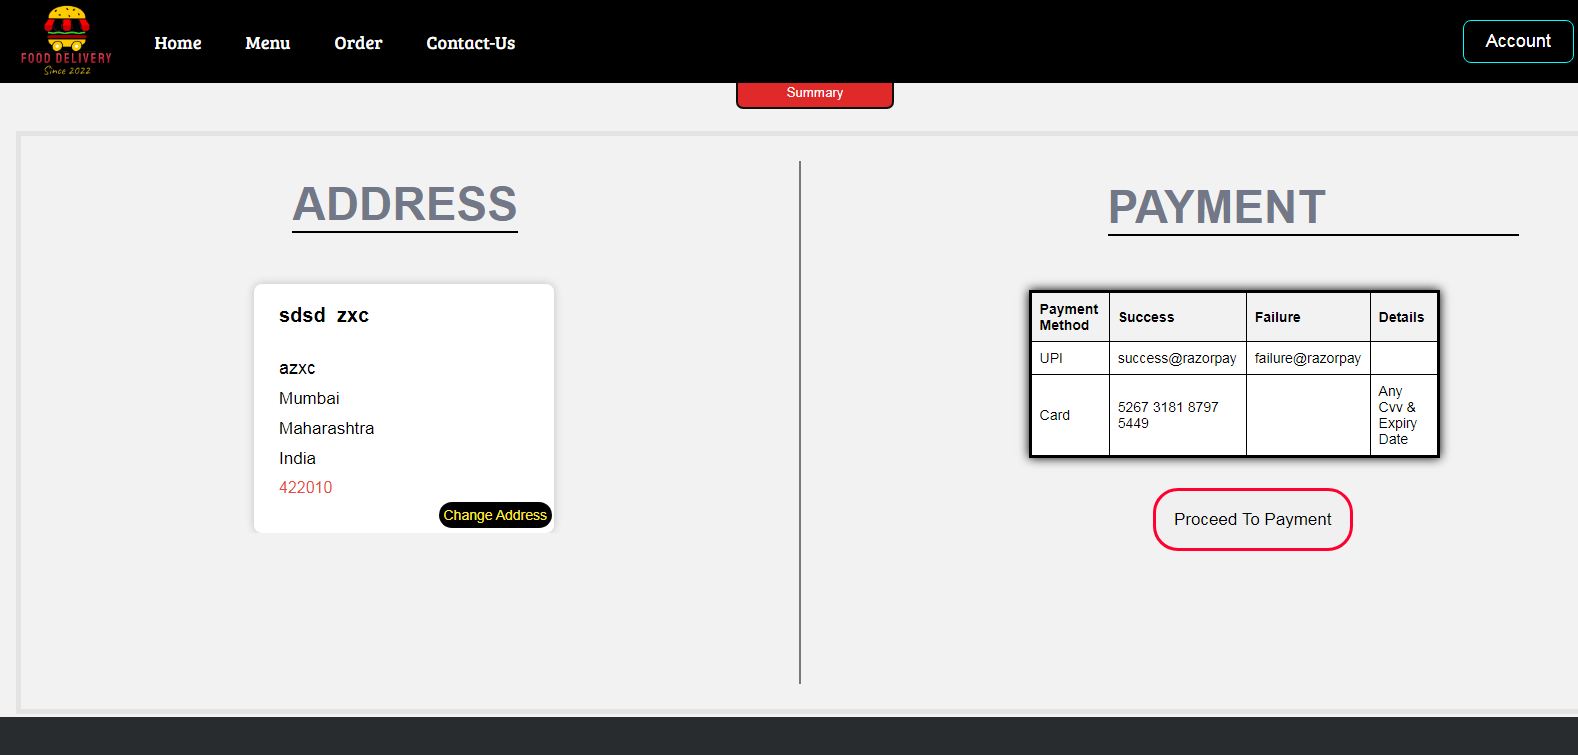 FOOD DELIVERY
Since 2022
Home
Menu
Order
Contact-Us
Account
Summary
ADDRESS
sdsd zxc
azxc
Mumbai
Maharashtra
India
422010
Change Address
PAYMENT
Payment Method Success Failure Details
UPI success@razorpay failure@razorpay
Card 5267 3181 8797 5449 Any Cvv & Expiry Date
Proceed To Payment